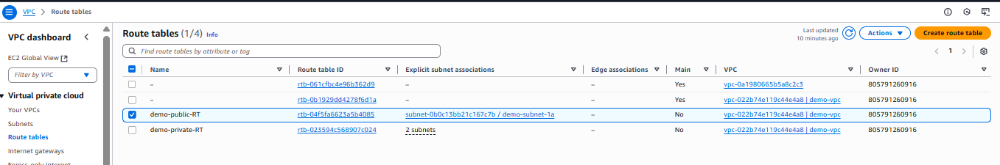 VPC > Route tables
VPC dashboard
EC2 Global View
Filter by VPC
Virtual private cloud
Your VPCs
Subnets
Route tables
Internet gateways
Route tables (1/4) Info
Last updated
10 minutes ago
Actions
Create route table
Find route tables by attribute or tag
1
Name Route table ID Explicit subnet associations Edge associations Main VPC Owner ID
– rtb-061cfbc4e96b362d9 – – Yes vpc-0a1980665b5a8c2c3 805791260916
– rtb-0b1929dd4278f6d1a – – Yes vpc-022b74e119c44e4a8 | demo-vpc 805791260916
demo-public-RT rtb-04f5fa6623a5b4085 subnet-0b0c13bb21c167c7b / demo-subnet-1a – No vpc-022b74e119c44e4a8 | demo-vpc 805791260916
demo-private-RT rtb-023594c568907c024 2 subnets – No vpc-022b74e119c44e4a8 | demo-vpc 805791260916